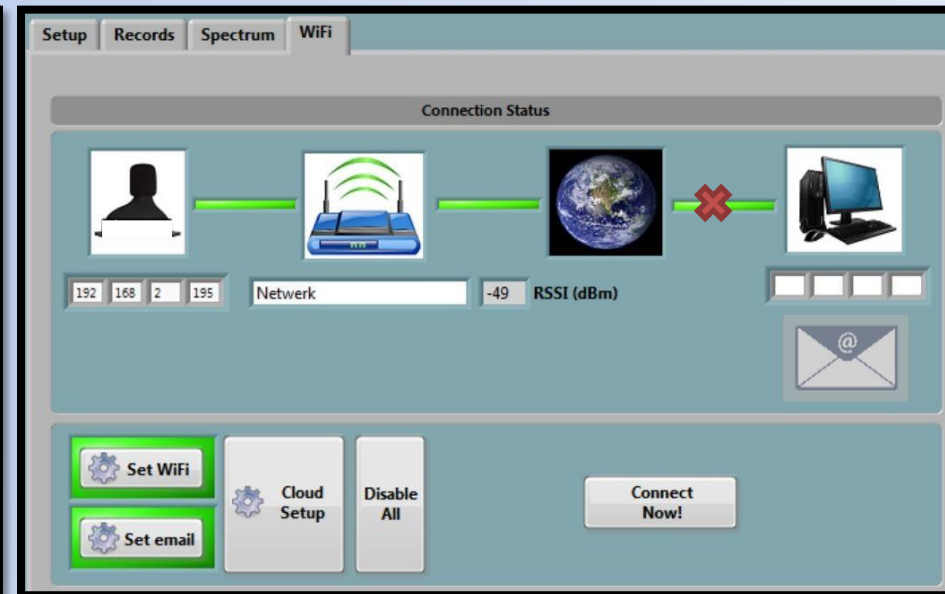 Setup Records Spectrum WiFi
Connection Status
192 168 2 195 Netwerk -49 RSSI (dBm)
@
Set WiFi
Set email
Cloud
Setup
Disable
All
Connect
Now!